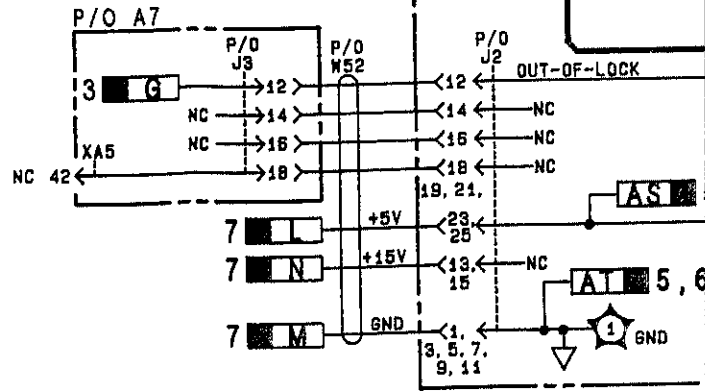 P/O A7
P/O J3
P/O W52
P/O J2
3 G 12 12 OUT-OF-LOCK
NC 14 14 NC
NC 16 16 NC
XA5
NC 42 18 18 NC
19, 21,
7 L +5V 23, 25
AS
7 N +15V 13, 15 NC
AT 5, 6
7 M GND 1, 3, 5, 7, 9, 11
1 GND